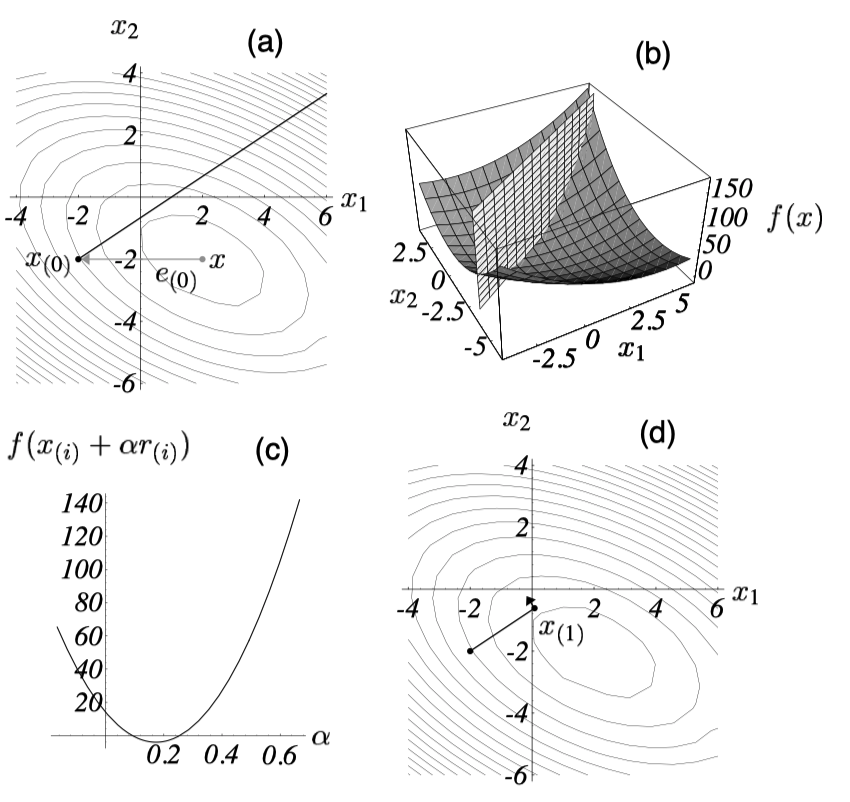 x₂
(a)
4
2
-4 -2 2 4 6 x₁
x₍₀₎ -2 x
e₍₀₎
-4
-6
(b)
150
100
50
0
f(x)
2.5
0
-2.5
-5
x₂
-2.5 0 2.5 5
x₁
f(x₍ᵢ₎ + αr₍ᵢ₎)
(c)
140
120
100
80
60
40
20
0.2 0.4 0.6 α
x₂
(d)
4
2
-4 -2 2 4 6 x₁
x₍₁₎
-2
-4
-6